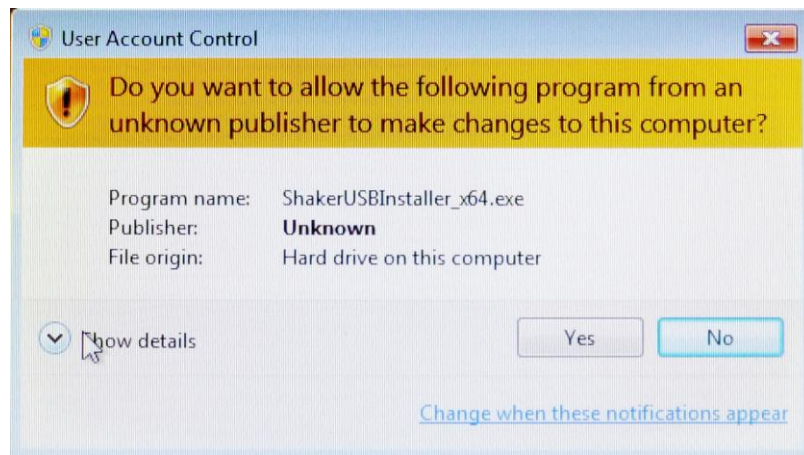 User Account Control
Do you want to allow the following program from an
unknown publisher to make changes to this computer?
Program name: ShakerUSBInstaller_x64.exe
Publisher: Unknown
File origin: Hard drive on this computer
Show details
Yes
No
Change when these notifications appear